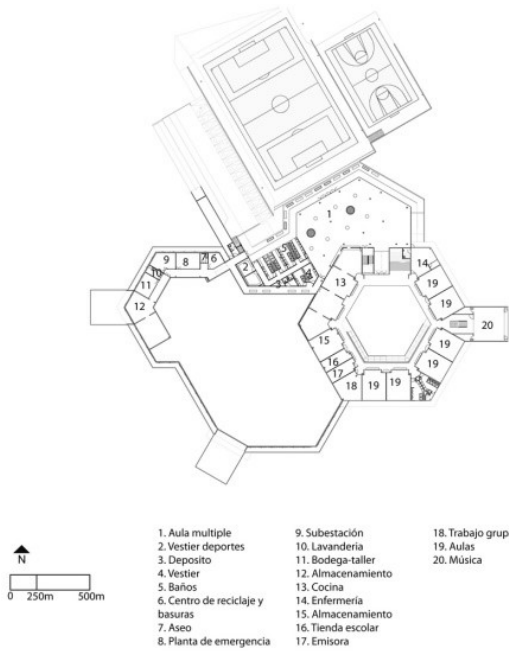 1
5
2
7
6
9
8
10
11
12
14
13
19
19
20
15
19
16
19
17
18
19
19
N
0 250m 500m
1. Aula multiple
2. Vestier deportes
3. Deposito
4. Vestier
5. Baños
6. Centro de reciclaje y
basuras
7. Aseo
8. Planta de emergencia
9. Subestación
10. Lavanderia
11. Bodega-taller
12. Almacenamiento
13. Cocina
14. Enfermería
15. Almacenamiento
16. Tienda escolar
17. Emisora
18. Trabajo grup
19. Aulas
20. Música